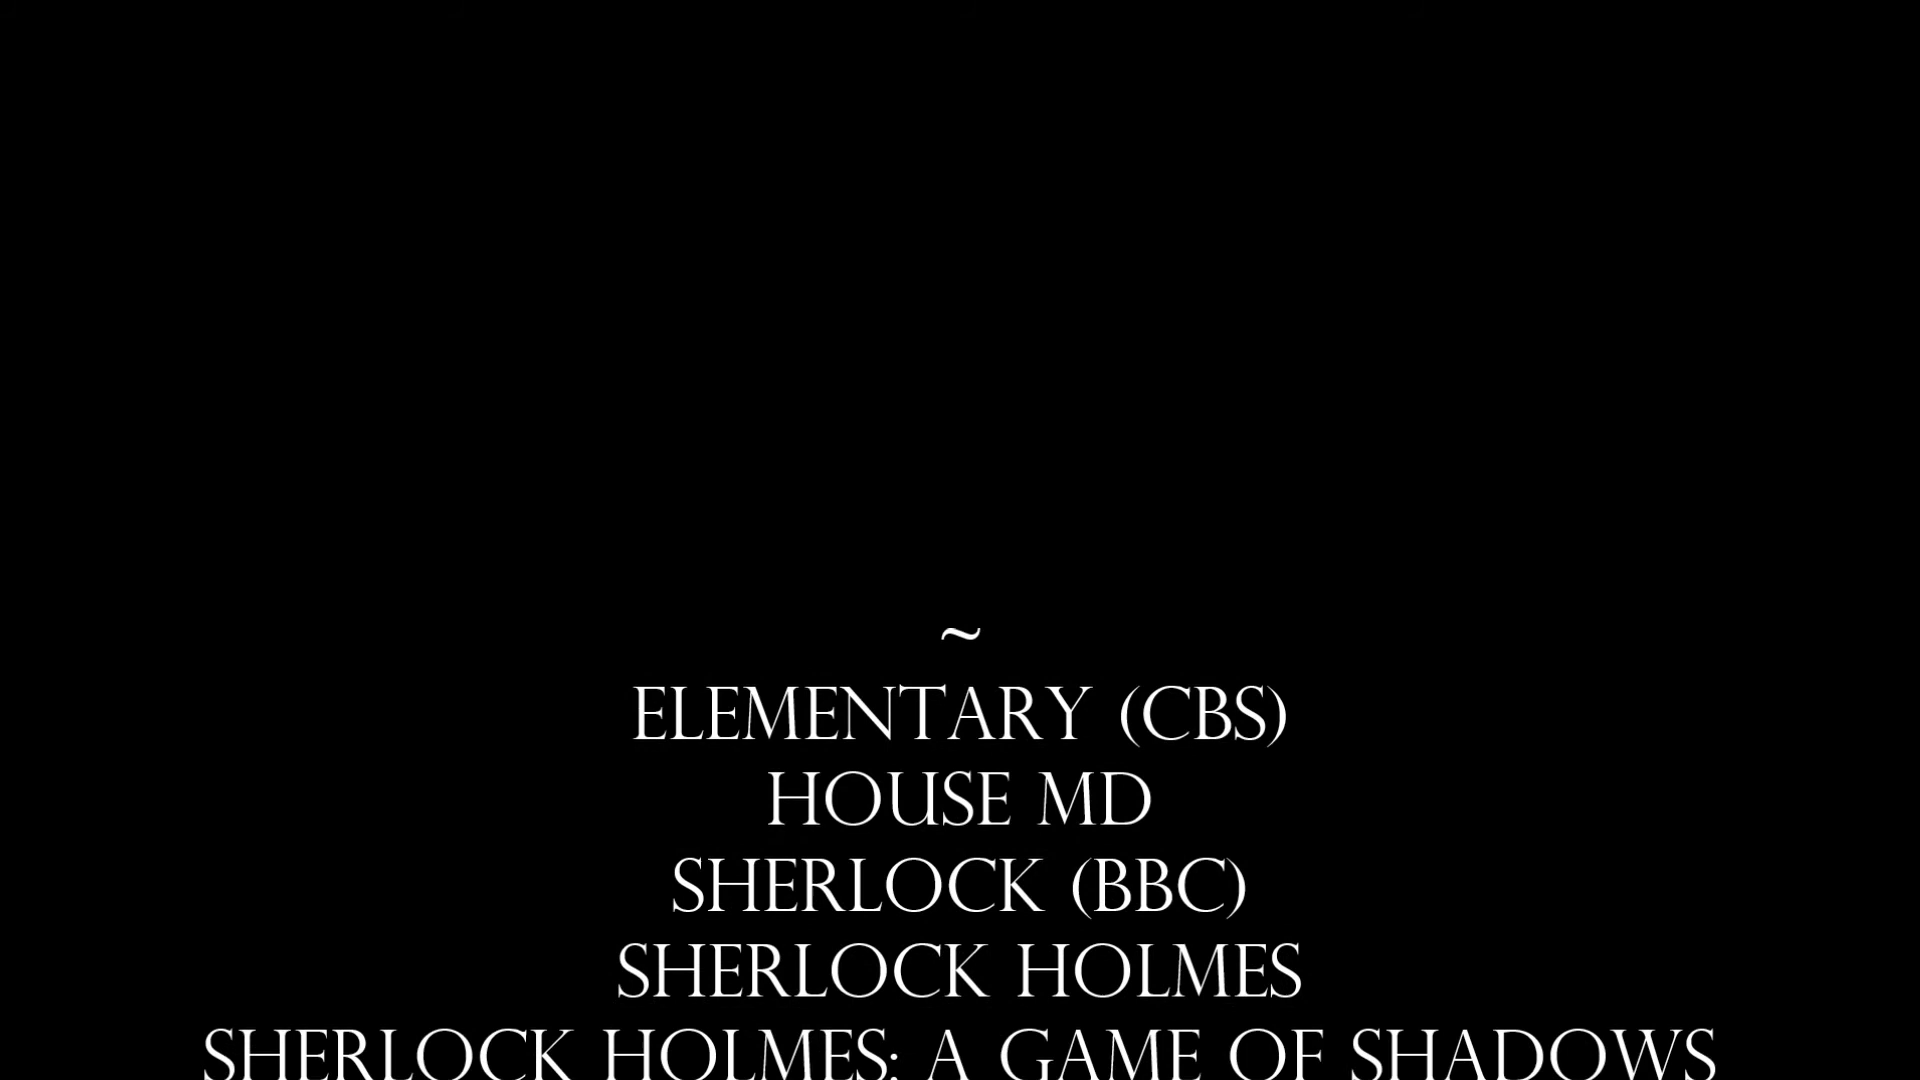 ~
ELEMENTARY (CBS)
HOUSE MD
SHERLOCK (BBC)
SHERLOCK HOLMES
SHERLOCK HOLMES: A GAME OF SHADOWS